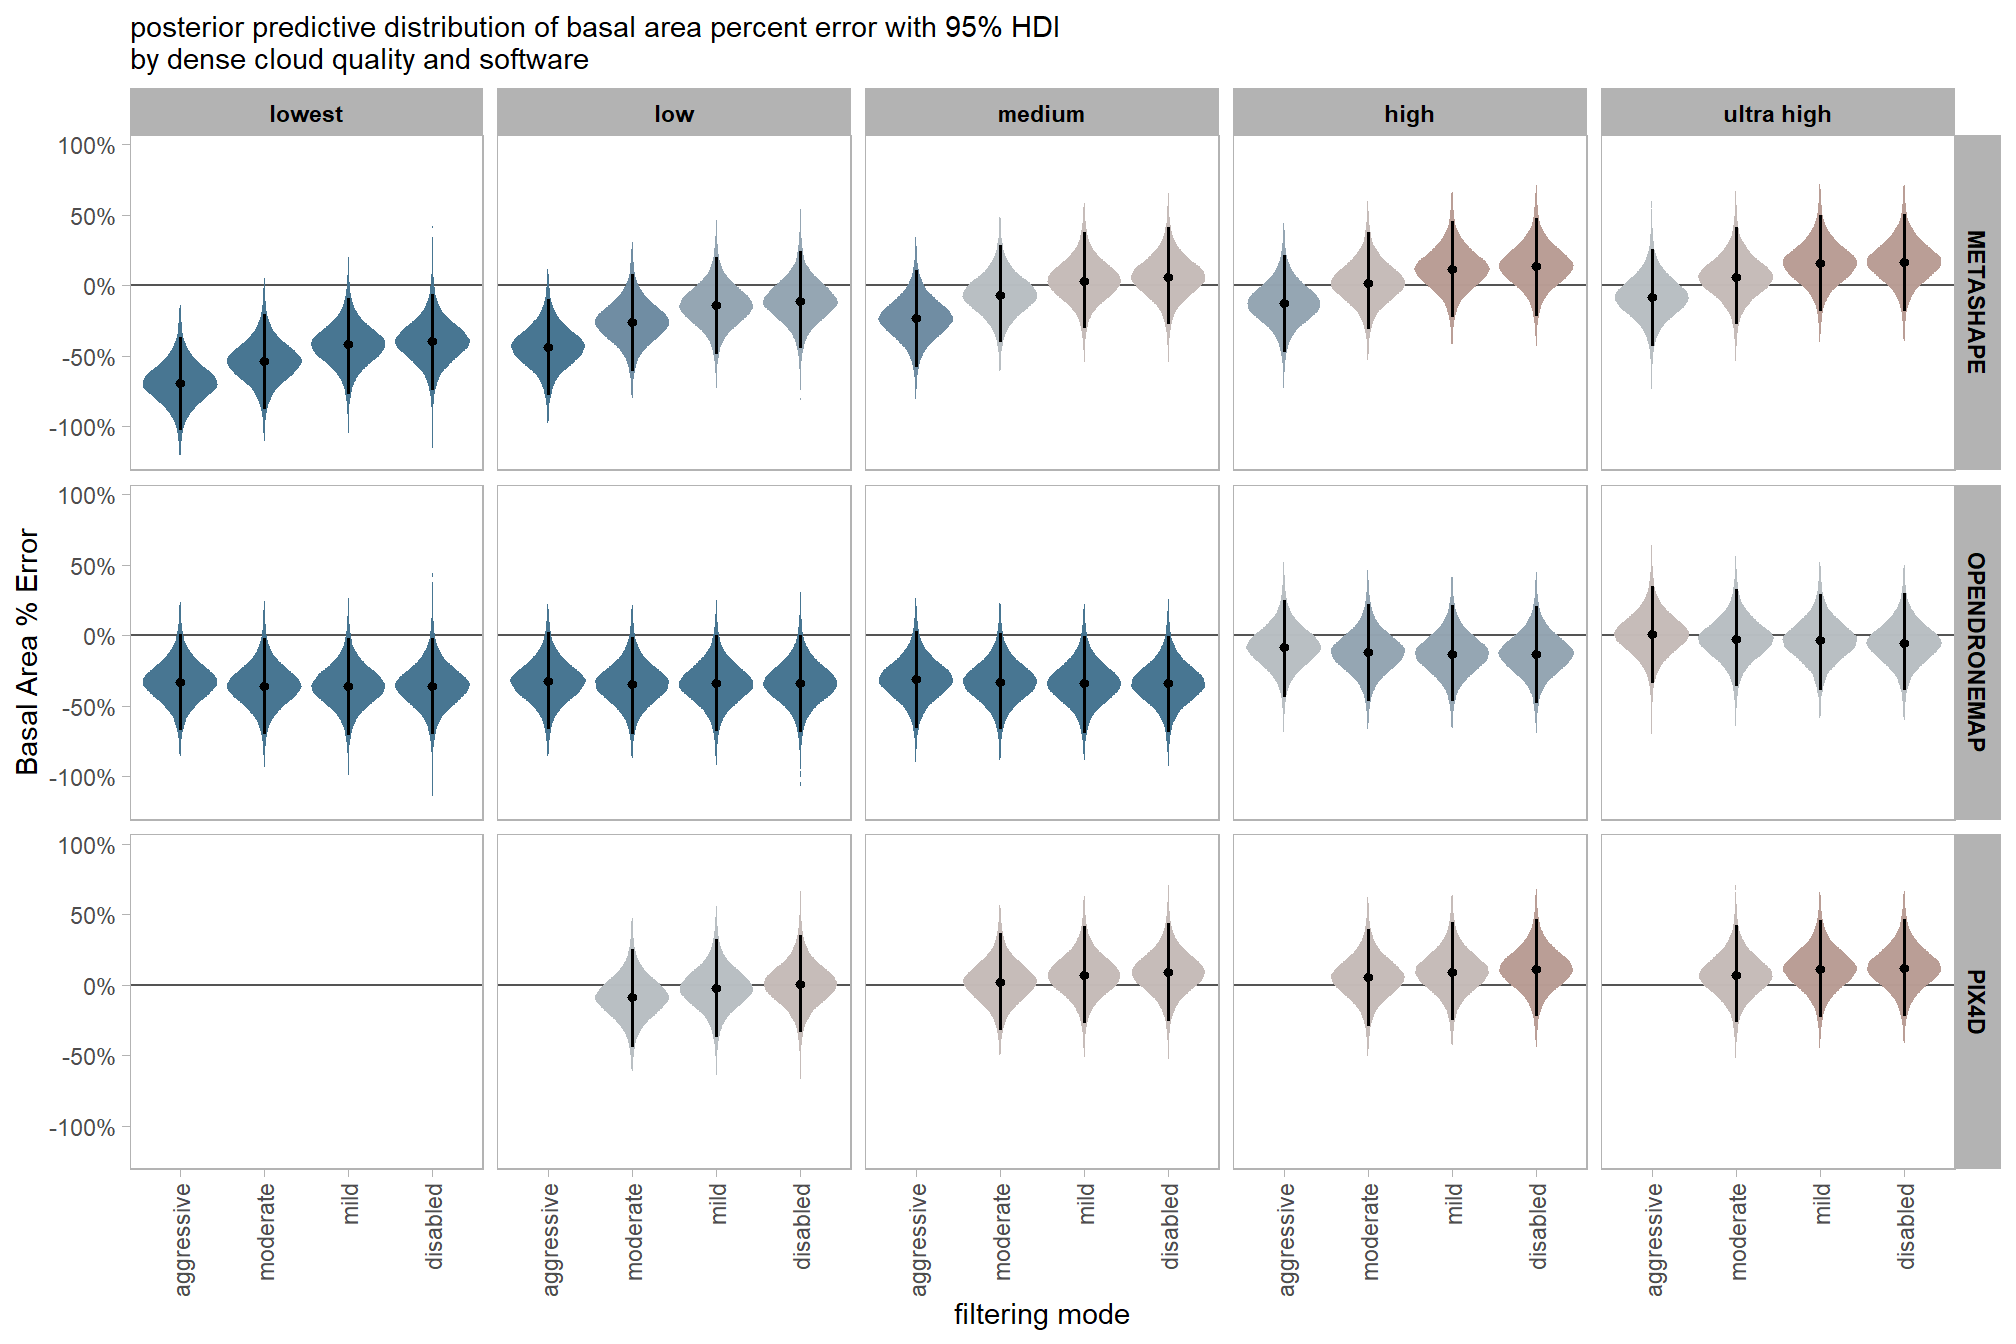 posterior predictive distribution of basal area percent error with 95% HDI
by dense cloud quality and software
lowest low medium high ultra high
100%
50%
0%
-50%
-100%
METASHAPE
Basal Area % Error
100%
50%
0%
-50%
-100%
OPENDRONEMAP
100%
50%
0%
-50%
-100%
PIX4D
aggressive moderate mild disabled aggressive moderate mild disabled aggressive moderate mild disabled aggressive moderate mild disabled aggressive moderate mild disabled
filtering mode